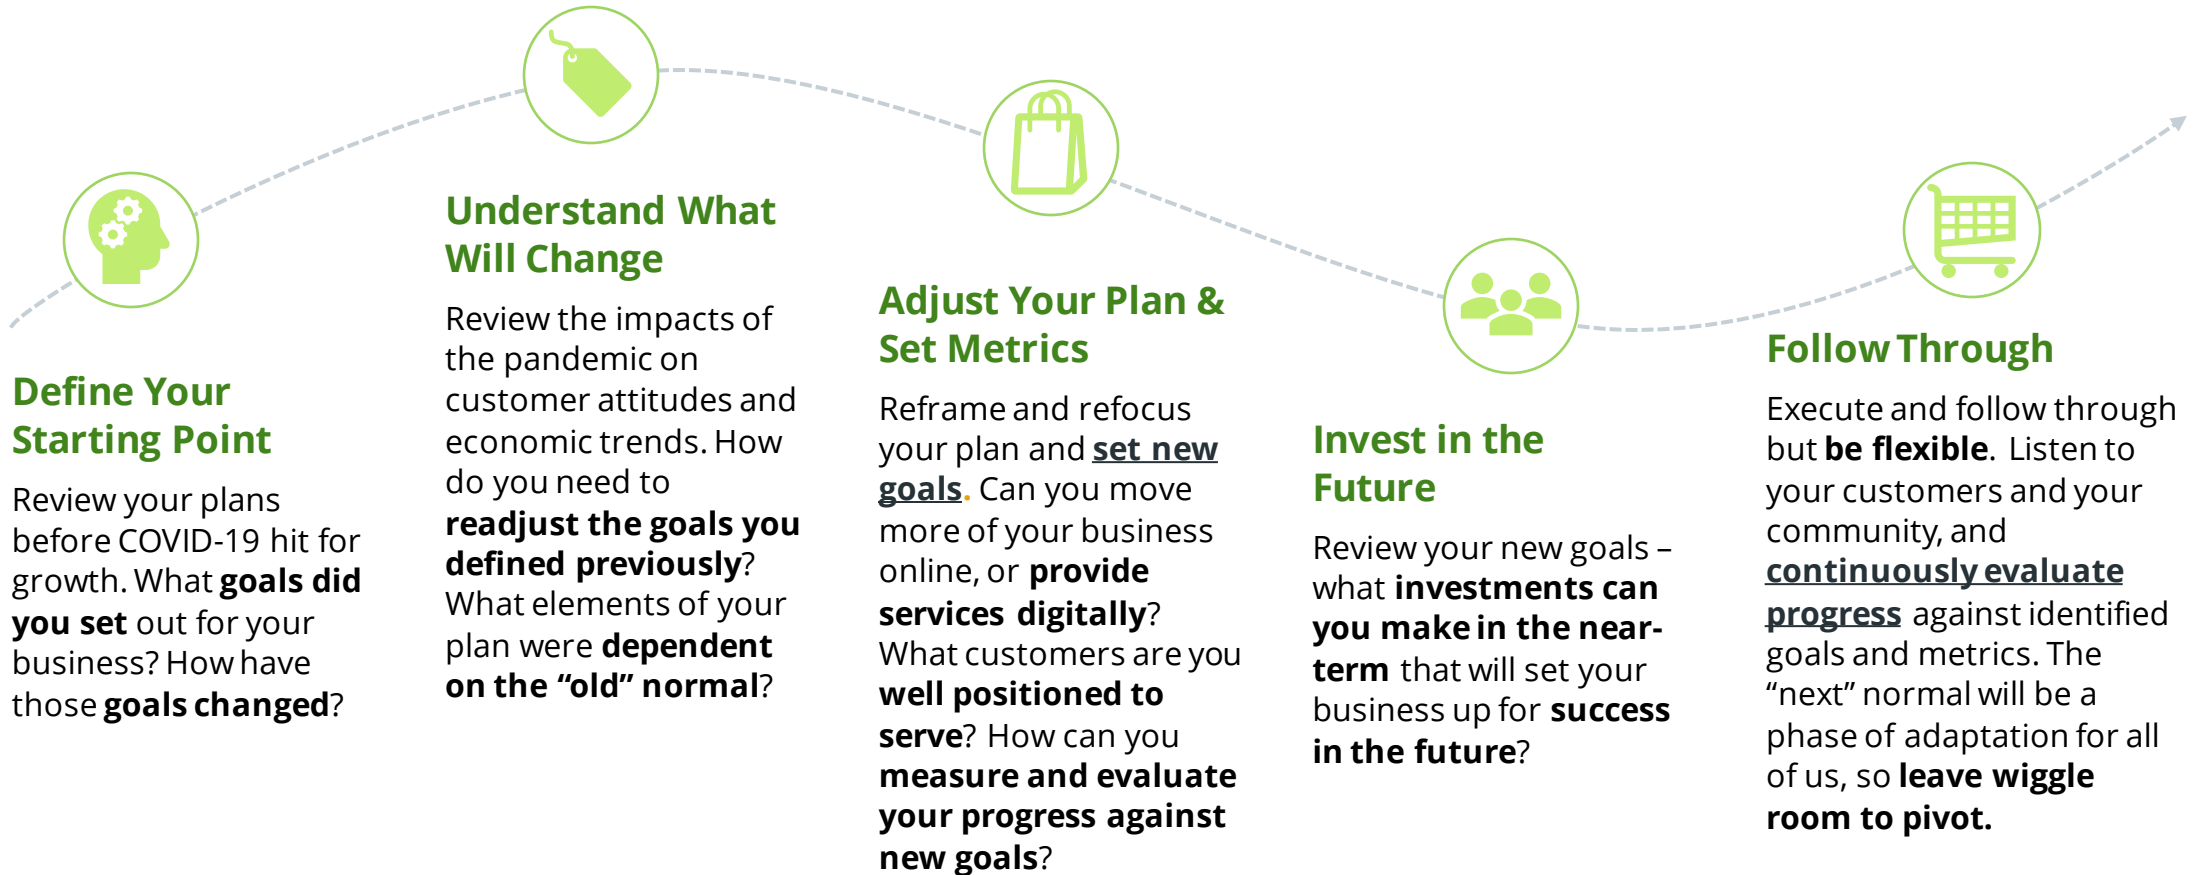 Define Your
Starting Point
Review your plans
before COVID-19 hit for
growth. What goals did
you set out for your
business? How have
those goals changed?
Understand What
Will Change
Review the impacts of
the pandemic on
customer attitudes and
economic trends. How
do you need to
readjust the goals you
defined previously?
What elements of your
plan were dependent
on the “old” normal?
Adjust Your Plan &
Set Metrics
Reframe and refocus
your plan and set new
goals. Can you move
more of your business
online, or provide
services digitally?
What customers are you
well positioned to
serve? How can you
measure and evaluate
your progress against
new goals?
Invest in the
Future
Review your new goals –
what investments can
you make in the near-
term that will set your
business up for success
in the future?
Follow Through
Execute and follow through
but be flexible. Listen to
your customers and your
community, and
continuously evaluate
progress against identified
goals and metrics. The
“next” normal will be a
phase of adaptation for all
of us, so leave wiggle
room to pivot.